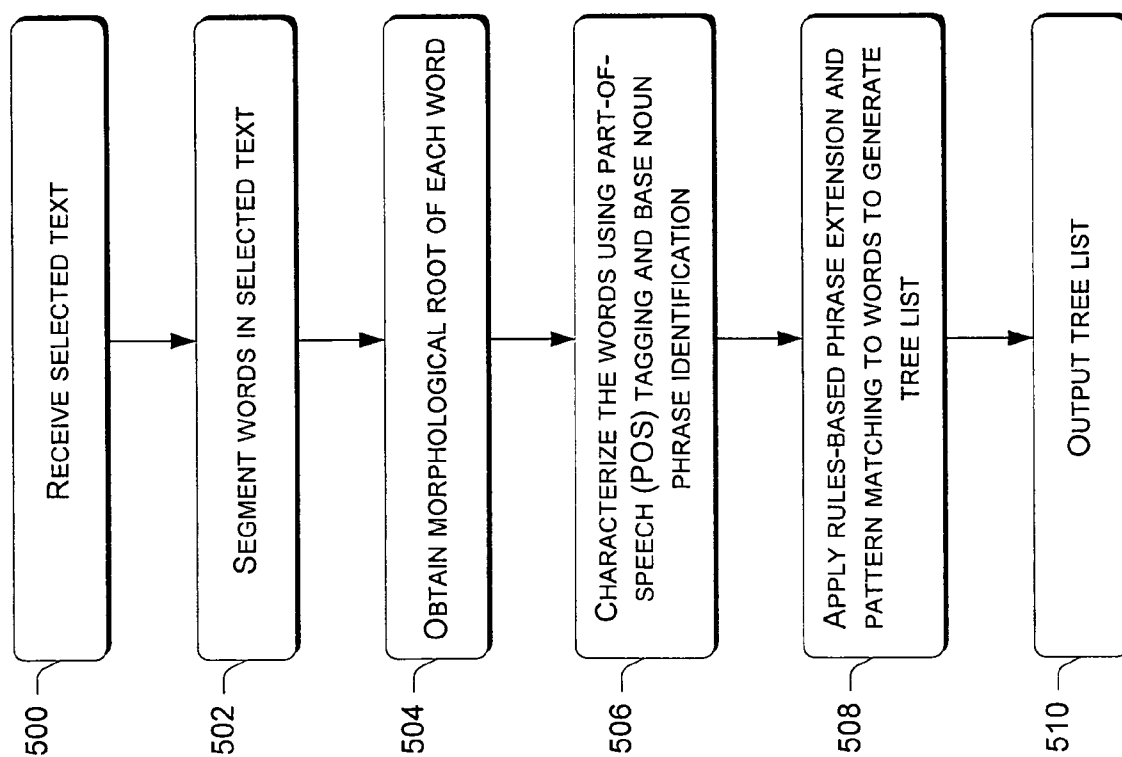 500
RECEIVE SELECTED TEXT
502
SEGMENT WORDS IN SELECTED TEXT
504
OBTAIN MORPHOLOGICAL ROOT OF EACH WORD
506
CHARACTERIZE THE WORDS USING PART-OF-
SPEECH (POS) TAGGING AND BASE NOUN
PHRASE IDENTIFICATION
508
APPLY RULES-BASED PHRASE EXTENSION AND
PATTERN MATCHING TO WORDS TO GENERATE
TREE LIST
510
OUTPUT TREE LIST